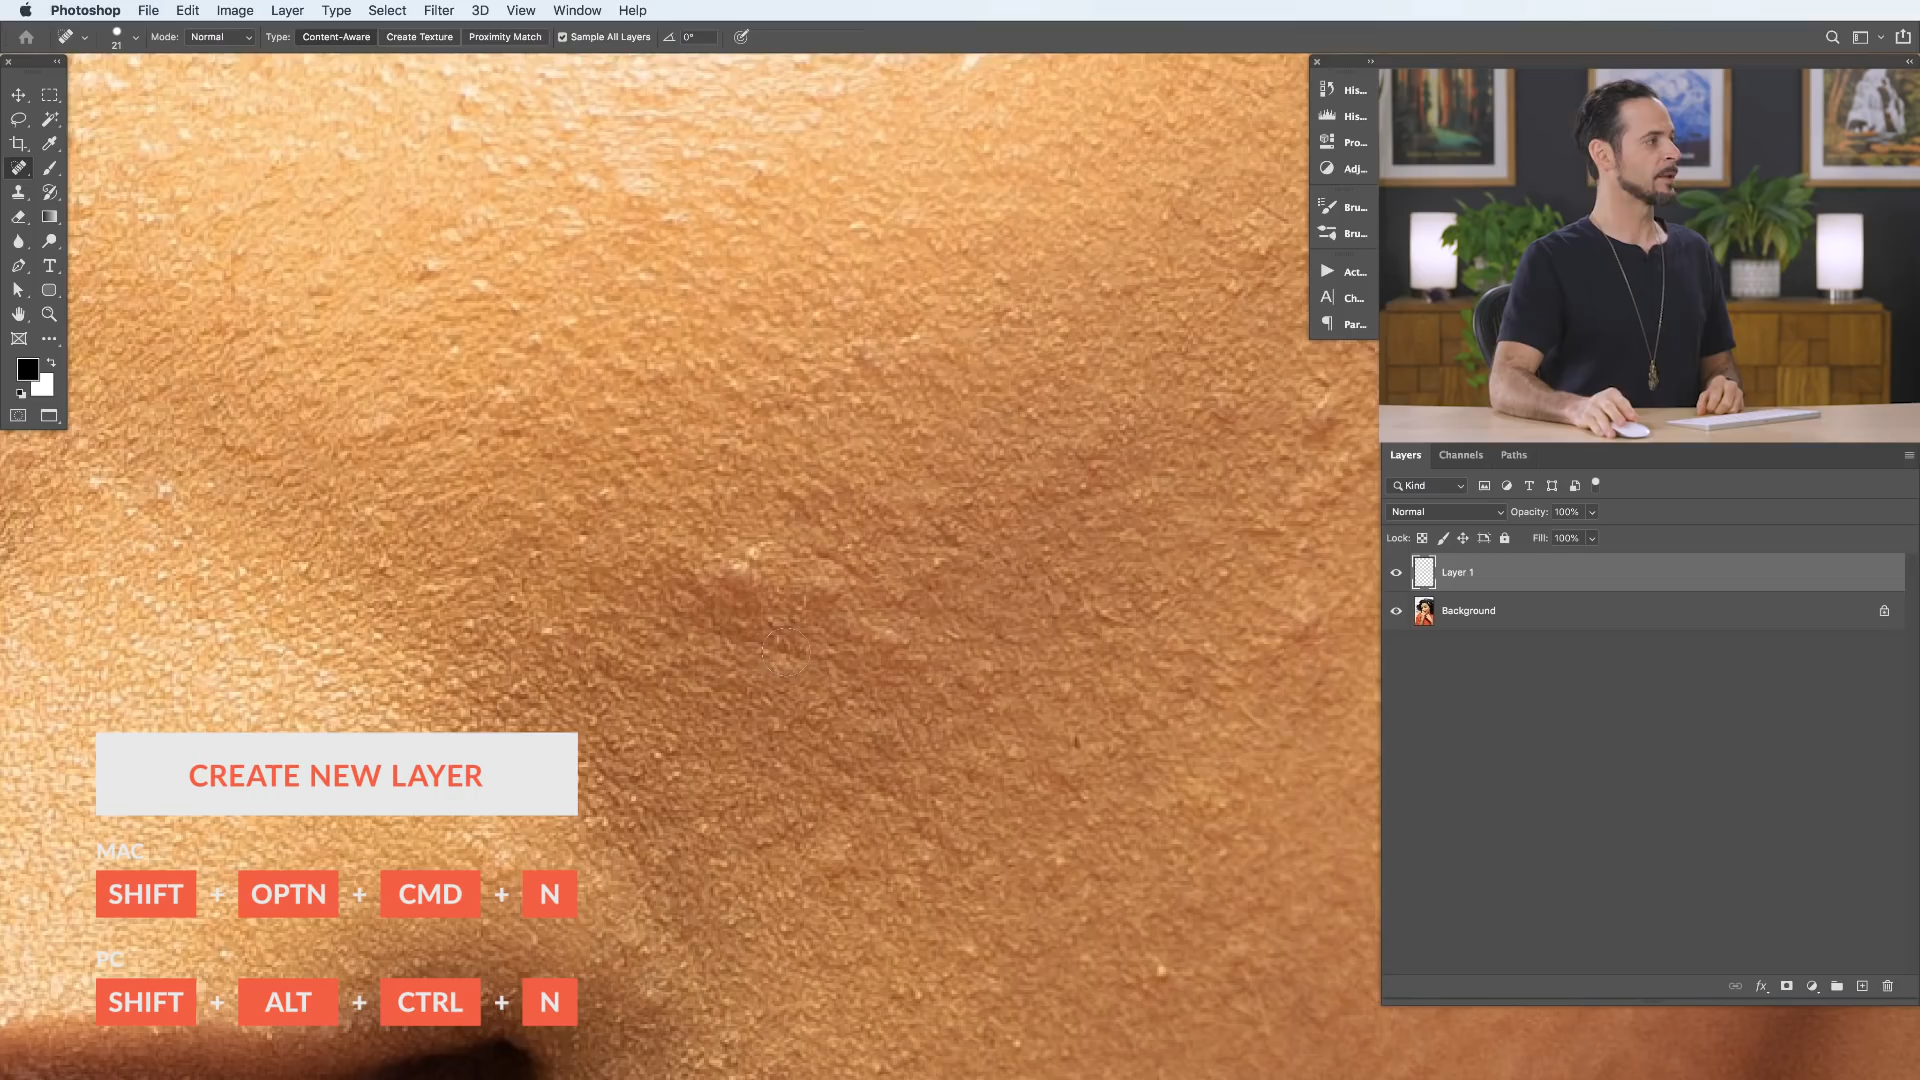 Photoshop File Edit Image Layer Type Select Filter 3D View Window Help
21 Mode: Normal Type: Content-Aware Create Texture Proximity Match Sample All Layers 0°
His...
His...
Pro...
Adj...
Bru...
Bru...
Act...
Ch...
Par...
Layers Channels Paths
Kind
Normal Opacity: 100%
Lock: Fill: 100%
Layer 1
Background
fx
CREATE NEW LAYER
MAC
SHIFT + OPTN + CMD + N
PC
SHIFT + ALT + CTRL + N